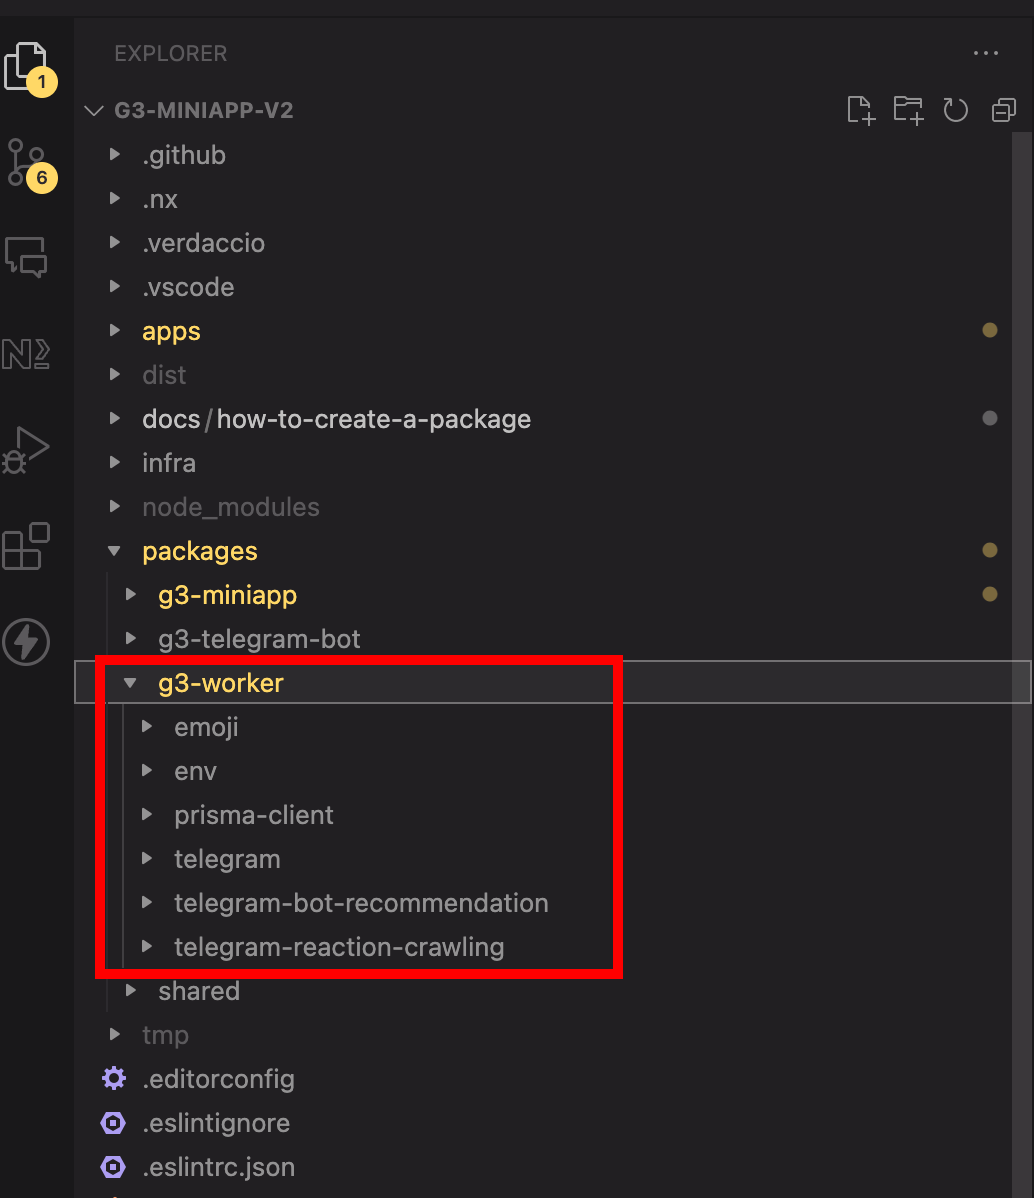 EXPLORER
1
G3-MINIAPP-V2
.github
6
.nx
.verdaccio
.vscode
apps
dist
docs/how-to-create-a-package
infra
node_modules
packages
g3-miniapp
g3-telegram-bot
g3-worker
emoji
env
prisma-client
telegram
telegram-bot-recommendation
telegram-reaction-crawling
shared
tmp
.editorconfig
.eslintignore
.eslintrc.json